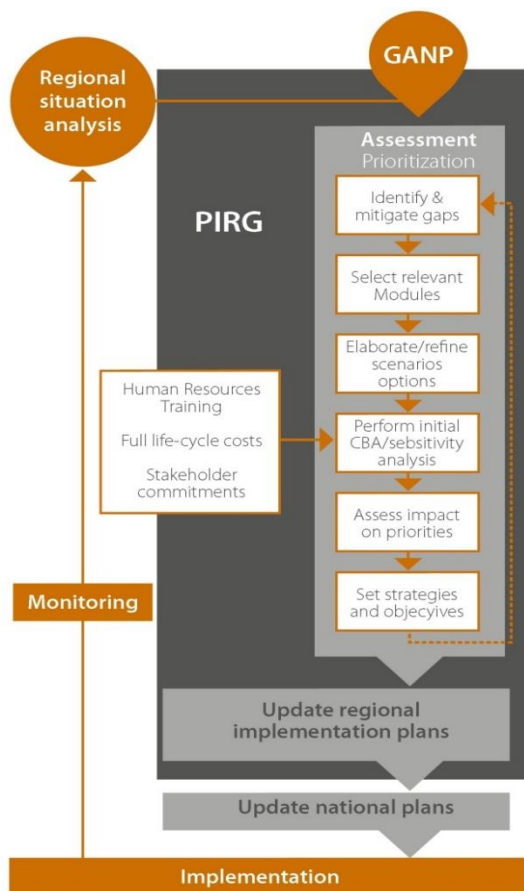 Regional
situation
analysis
GANP
PIRG
Assessment
Prioritization
Identify &
mitigate gaps
Select relevant
Modules
Elaborate/refine
scenarios
options
Human Resources
Training
Full life-cycle costs
Stakeholder
commitments
Perform initial
CBA/sebsitivity
analysis
Assess impact
on priorities
Set strategies
and objecyives
Monitoring
Update regional
implementation plans
Update national plans
Implementation